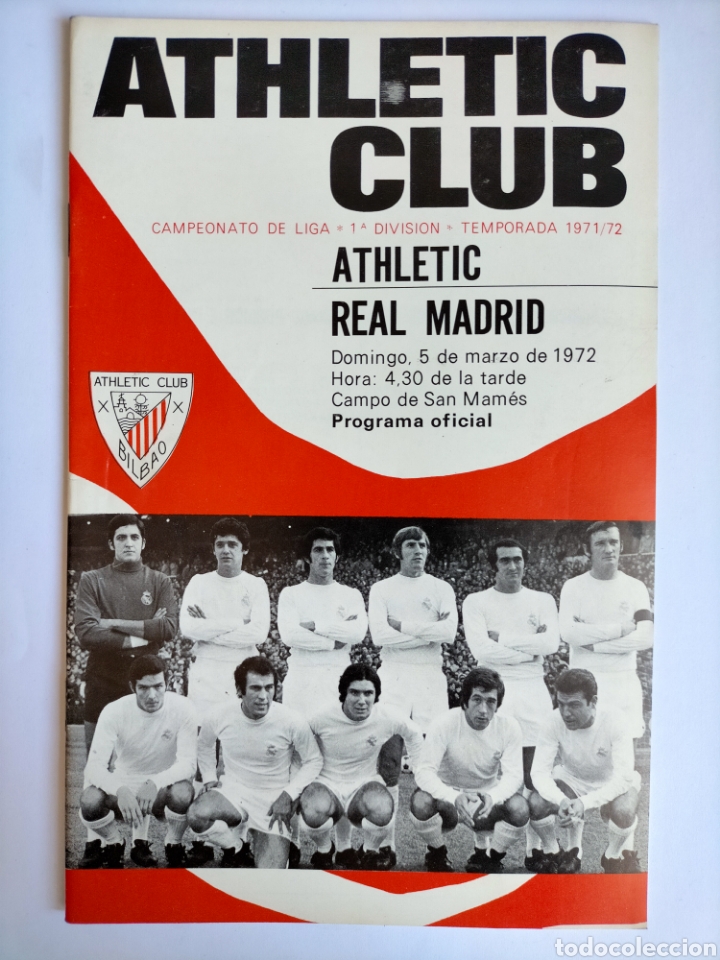 ATHLETIC
CLUB
CAMPEONATO DE LIGA * 1ª DIVISION * TEMPORADA 1971/72
ATHLETIC
REAL MADRID
Domingo, 5 de marzo de 1972
Hora: 4,30 de la tarde
Campo de San Mamés
Programa oficial
ATHLETIC CLUB
BILBAO
todocoleccion